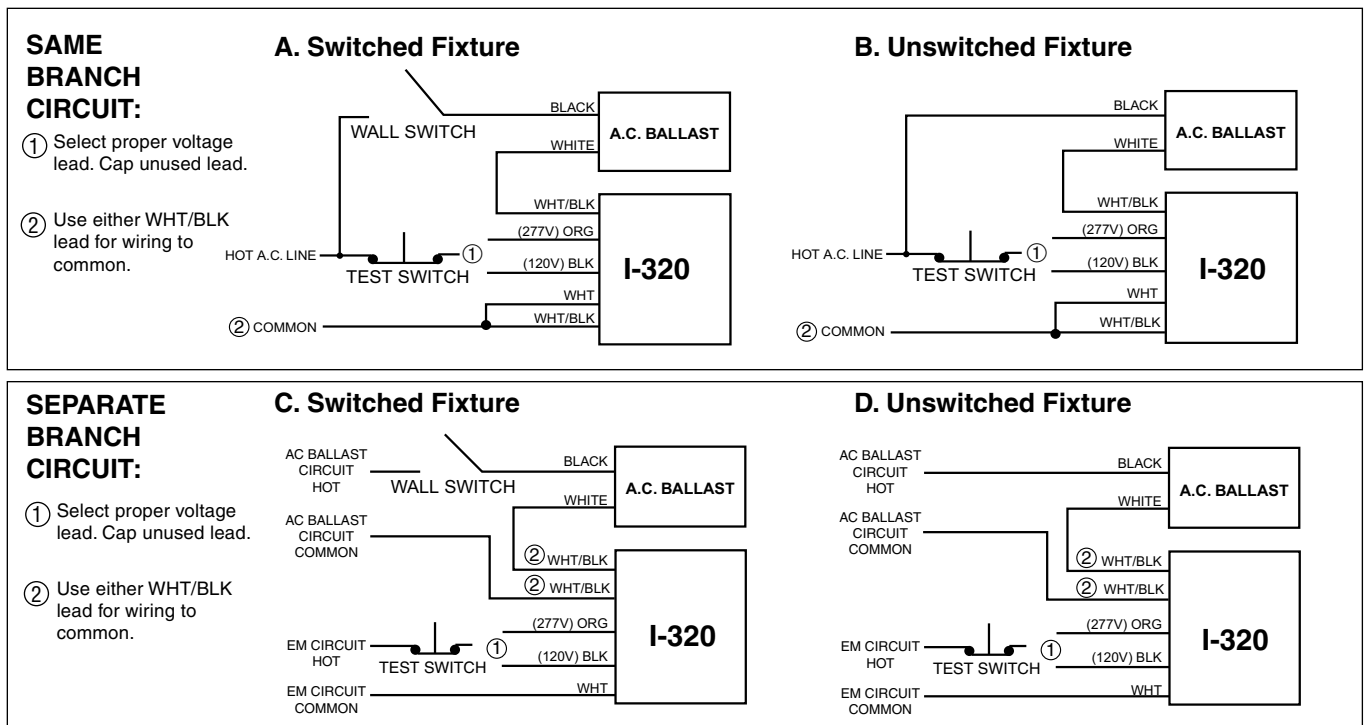 SAME
BRANCH
CIRCUIT:
① Select proper voltage
lead. Cap unused lead.
② Use either WHT/BLK
lead for wiring to
common.
A. Switched Fixture
BLACK
A.C. BALLAST
WALL SWITCH
WHITE
WHT/BLK
(277V) ORG
HOT A.C. LINE
①
TEST SWITCH
(120V) BLK
I-320
WHT
② COMMON
WHT/BLK
B. Unswitched Fixture
BLACK
A.C. BALLAST
WHITE
WHT/BLK
(277V) ORG
HOT A.C. LINE
①
TEST SWITCH
(120V) BLK
I-320
WHT
② COMMON
WHT/BLK
SEPARATE
BRANCH
CIRCUIT:
① Select proper voltage
lead. Cap unused lead.
② Use either WHT/BLK
lead for wiring to
common.
C. Switched Fixture
AC BALLAST
CIRCUIT
HOT
WALL SWITCH
BLACK
A.C. BALLAST
WHITE
AC BALLAST
CIRCUIT
COMMON
② WHT/BLK
② WHT/BLK
(277V) ORG
I-320
EM CIRCUIT
HOT
①
TEST SWITCH
(120V) BLK
EM CIRCUIT
COMMON
WHT
D. Unswitched Fixture
AC BALLAST
CIRCUIT
HOT
BLACK
A.C. BALLAST
WHITE
AC BALLAST
CIRCUIT
COMMON
② WHT/BLK
② WHT/BLK
(277V) ORG
I-320
EM CIRCUIT
HOT
①
TEST SWITCH
(120V) BLK
EM CIRCUIT
COMMON
WHT